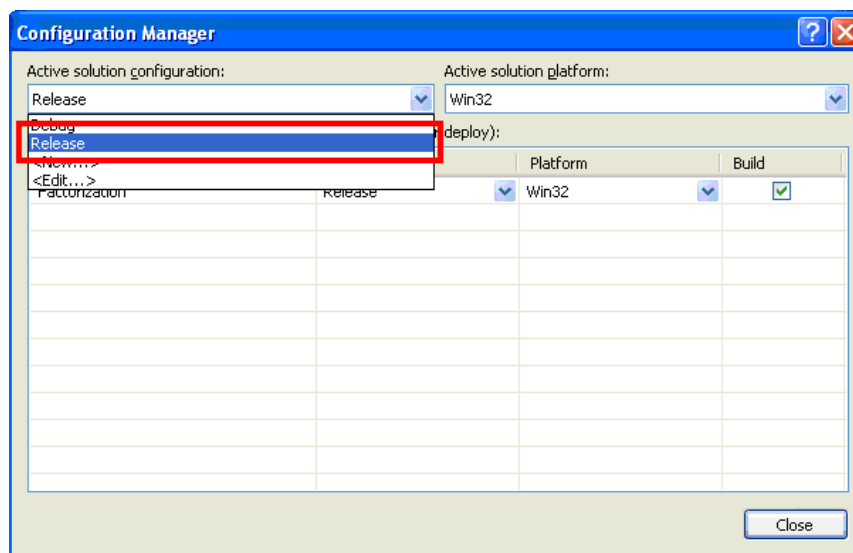 Configuration Manager
Active solution configuration:
Active solution platform:
Release
Win32
Debug
deploy):
Release
<New...>
Platform
Build
<Edit...>
Factorization
Release
Win32
Close